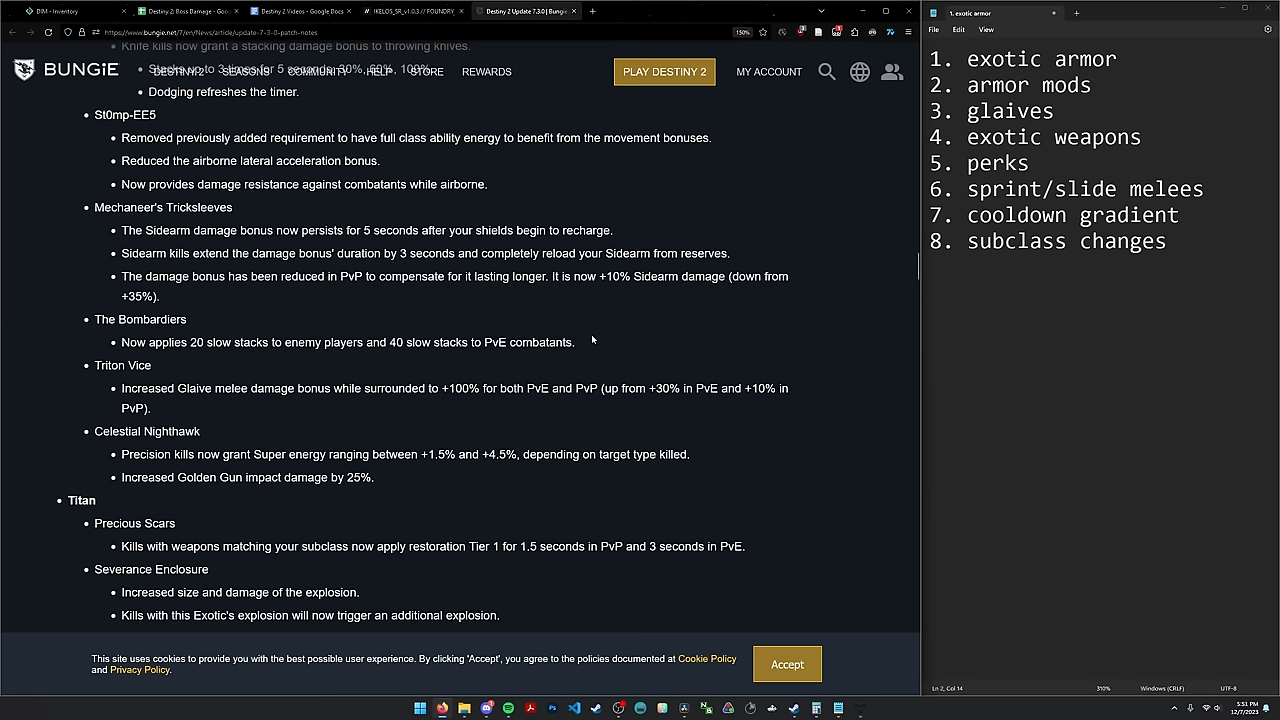 DIM - Inventory
Destiny 2: Boss Damage - Google
Destiny 2 Videos - Google Docs
IKELOS_SR_v1.0.3 // FOUNDRY
Destiny 2 Update 7.3.0 | Bungie
https://www.bungie.net/7/en/News/article/update-7-3-0-patch-notes
150%
Knife kills now grant a stacking damage bonus to throwing knives.
BUNGiE
DESTINY 2 SEASONS COMMUNITY HELP STORE REWARDS
PLAY DESTINY 2
MY ACCOUNT
Dodging refreshes the timer.
St0mp-EE5
Removed previously added requirement to have full class ability energy to benefit from the movement bonuses.
Reduced the airborne lateral acceleration bonus.
Now provides damage resistance against combatants while airborne.
Mechaneer's Tricksleeves
The Sidearm damage bonus now persists for 5 seconds after your shields begin to recharge.
Sidearm kills extend the damage bonus' duration by 3 seconds and completely reload your Sidearm from reserves.
The damage bonus has been reduced in PvP to compensate for it lasting longer. It is now +10% Sidearm damage (down from
+35%).
The Bombardiers
Now applies 20 slow stacks to enemy players and 40 slow stacks to PvE combatants.
Triton Vice
Increased Glaive melee damage bonus while surrounded to +100% for both PvE and PvP (up from +30% in PvE and +10% in
PvP).
Celestial Nighthawk
Precision kills now grant Super energy ranging between +1.5% and +4.5%, depending on target type killed.
Increased Golden Gun impact damage by 25%.
Titan
Precious Scars
Kills with weapons matching your subclass now apply restoration Tier 1 for 1.5 seconds in PvP and 3 seconds in PvE.
Severance Enclosure
Increased size and damage of the explosion.
Kills with this Exotic's explosion will now trigger an additional explosion.
This site uses cookies to provide you with the best possible user experience. By clicking 'Accept', you agree to the policies documented at Cookie Policy
and Privacy Policy.
Accept
1. exotic armor
File Edit View
1. exotic armor
2. armor mods
3. glaives
4. exotic weapons
5. perks
6. sprint/slide melees
7. cooldown gradient
8. subclass changes
Ln 2, Col 14
310%
Windows (CRLF)
UTF-8
5:51 PM
12/7/2023